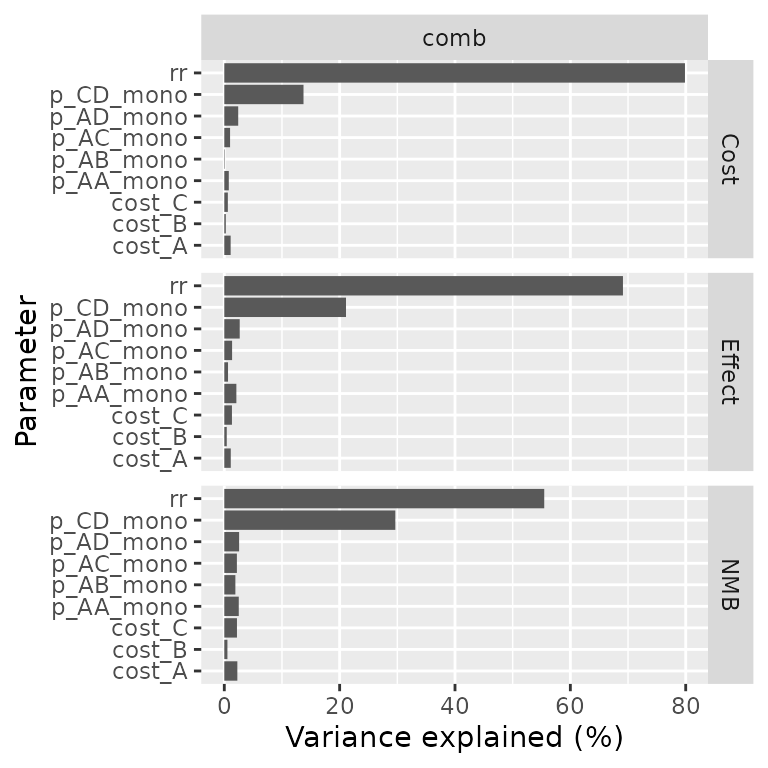 comb
rr
p_CD_mono
p_AD_mono
p_AC_mono
p_AB_mono
p_AA_mono
cost_C
cost_B
cost_A
Cost
rr
p_CD_mono
p_AD_mono
p_AC_mono
p_AB_mono
p_AA_mono
cost_C
cost_B
cost_A
Effect
Parameter
rr
p_CD_mono
p_AD_mono
p_AC_mono
p_AB_mono
p_AA_mono
cost_C
cost_B
cost_A
NMB
0 20 40 60 80
Variance explained (%)